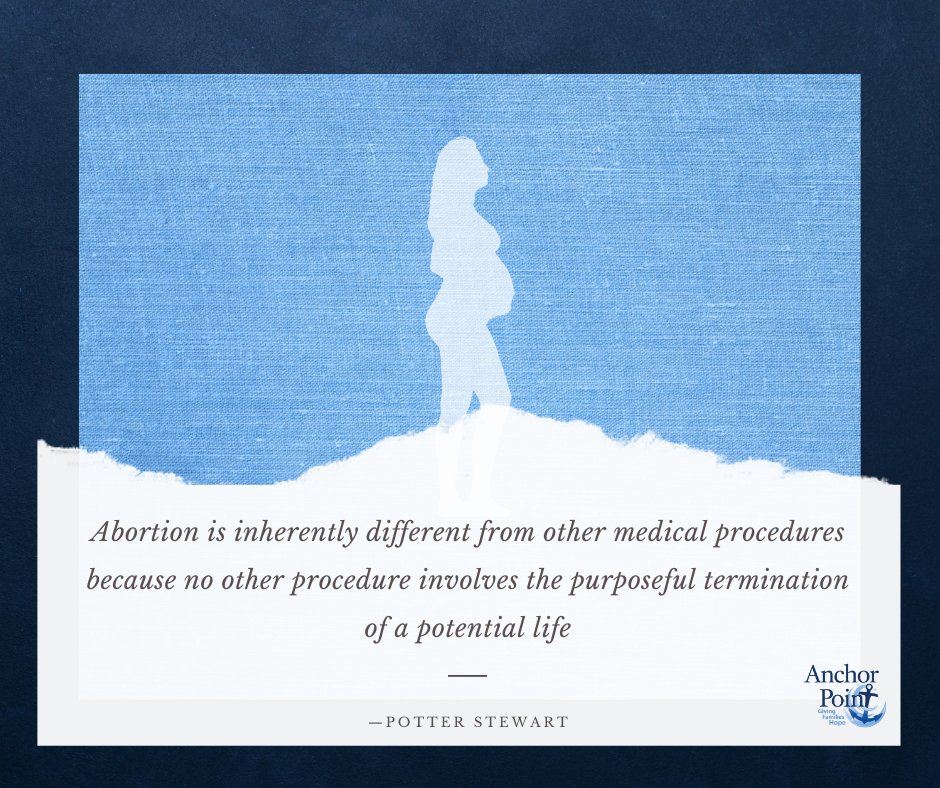 Abortion is inherently different from other medical procedures
because no other procedure involves the purposeful termination
of a potential life
—POTTER STEWART
Anchor
Point
Giving
Families
Hope